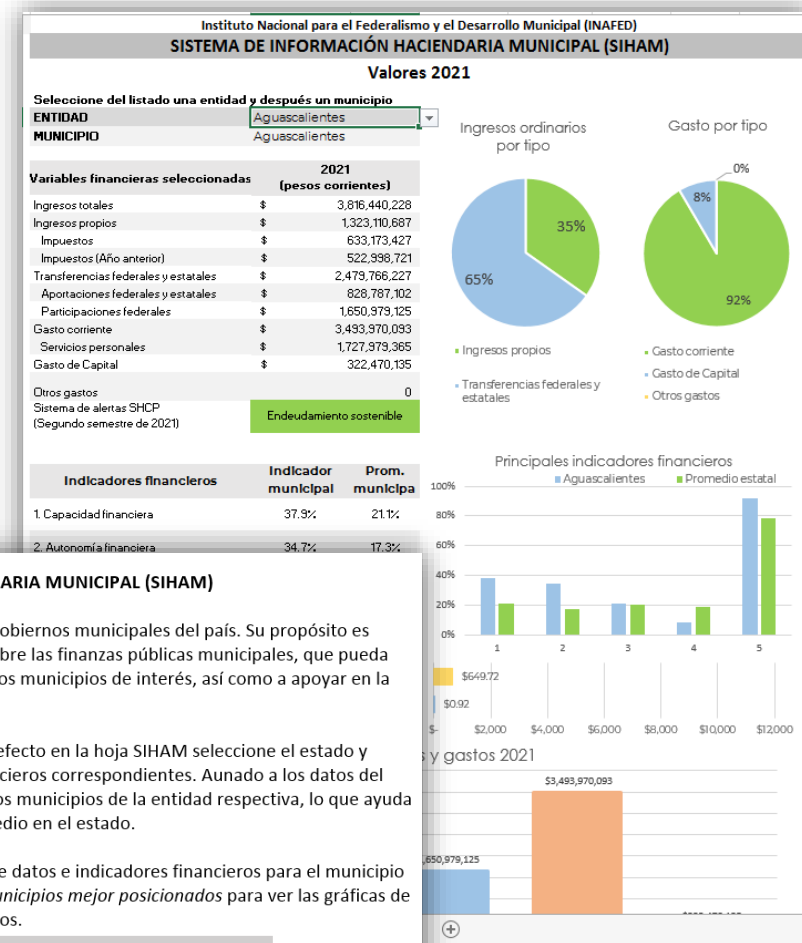 Instituto Nacional para el Federalismo y el Desarrollo Municipal (INAFED)
SISTEMA DE INFORMACIÓN HACIENDARIA MUNICIPAL (SIHAM)
Valores 2021
Seleccione del listado una entidad y después un municipio
ENTIDAD Aguascalientes
MUNICIPIO Aguascalientes
Variables financieras seleccionadas 2021
(pesos corrientes)
Ingresos totales $ 3,816,440,228
Ingresos propios $ 1,323,110,687
Impuestos $ 633,173,427
Impuestos (Año anterior) $ 522,998,721
Transferencias federales y estatales $ 2,479,766,227
Aportaciones federales y estatales $ 828,787,102
Participaciones federales $ 1,650,979,125
Gasto corriente $ 3,493,970,093
Servicios personales $ 1,727,979,365
Gasto de Capital $ 322,470,135
Otros gastos 0
Sistema de alertas SHCP
(Segundo semestre de 2021)
Endeudamiento sostenible
Ingresos ordinarios
por tipo
35%
65%
Ingresos propios
Transferencias federales y
estatales
Gasto por tipo
0%
8%
92%
Gasto corriente
Gasto de Capital
Otros gastos
Indicadores financieros Indicador
municipal Prom.
municipa
1. Capacidad financiera 37.9% 21.1%
2. Autonomía financiera 34.7% 17.3%
Principales indicadores financieros
Aguascalientes Promedio estatal
100%
80%
60%
40%
20%
0%
1 2 3 4 5
$649.72
$0.92
$- $2,000 $4,000 $6,000 $8,000 $10,000 $12,000
s y gastos 2021
$3,493,970,093
,650,979,125
ARIA MUNICIPAL (SIHAM)
obiernos municipales del país. Su propósito es
bre las finanzas públicas municipales, que pueda
os municipios de interés, así como a apoyar en la
efecto en la hoja SIHAM seleccione el estado y
cieros correspondientes. Aunado a los datos del
os municipios de la entidad respectiva, lo que ayuda
edio en el estado.
e datos e indicadores financieros para el municipio
unicipios mejor posicionados para ver las gráficas de
os.